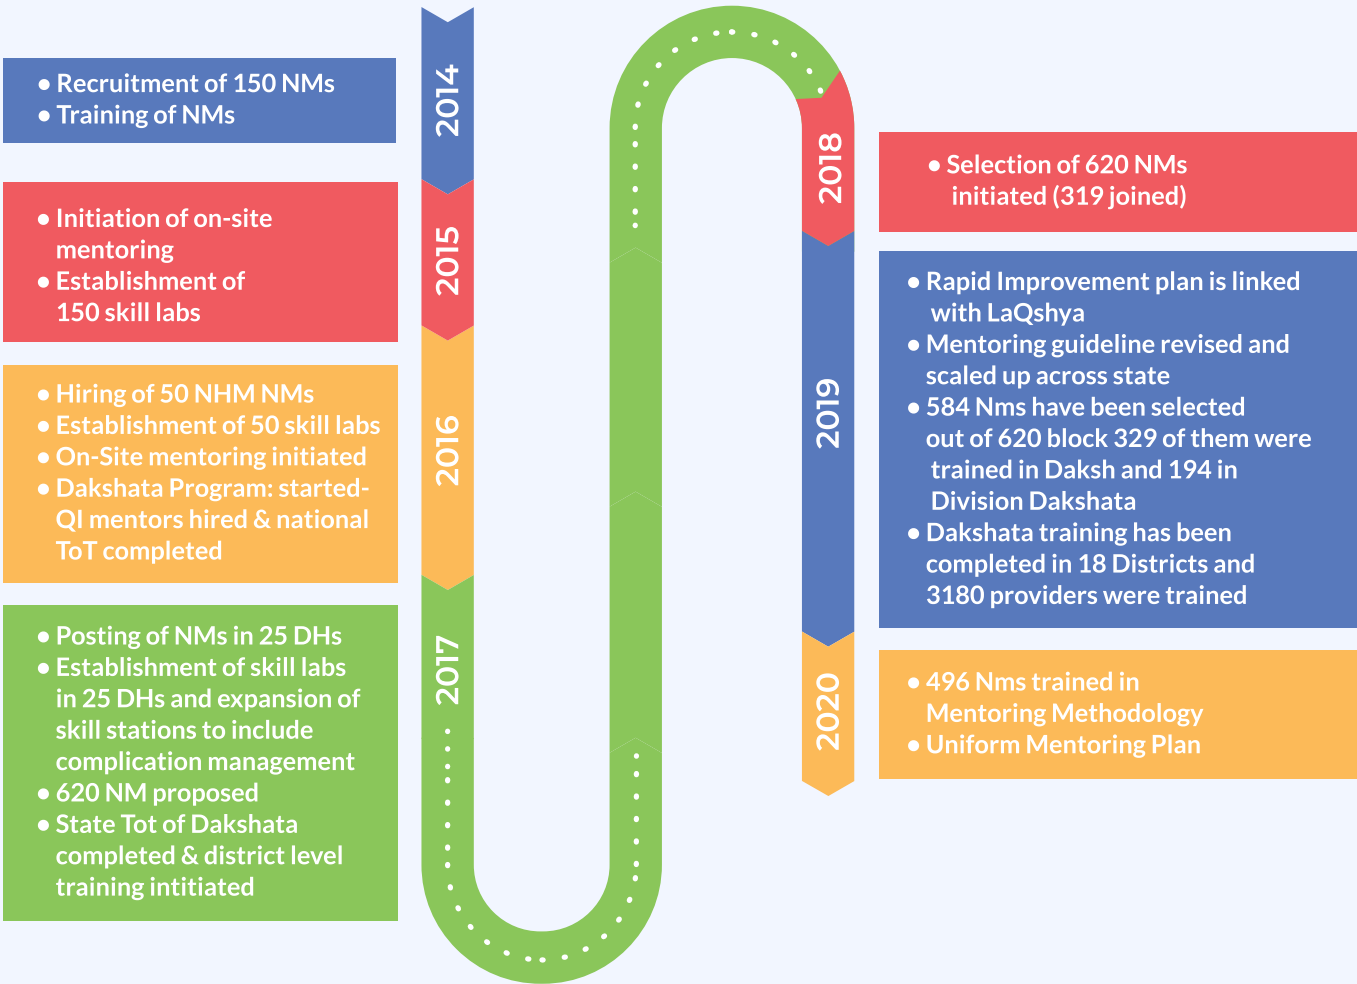 2014
● Recruitment of 150 NMs
● Training of NMs
2015
● Initiation of on-site
mentoring
● Establishment of
150 skill labs
2016
● Hiring of 50 NHM NMs
● Establishment of 50 skill labs
● On-Site mentoring initiated
● Dakshata Program: started-
QI mentors hired & national
ToT completed
2017
● Posting of NMs in 25 DHs
● Establishment of skill labs
in 25 DHs and expansion of
skill stations to include
complication management
● 620 NM proposed
● State Tot of Dakshata
completed & district level
training intitiated
2018
● Selection of 620 NMs
initiated (319 joined)
2019
● Rapid Improvement plan is linked
with LaQshya
● Mentoring guideline revised and
scaled up across state
● 584 Nms have been selected
out of 620 block 329 of them were
trained in Daksh and 194 in
Division Dakshata
● Dakshata training has been
completed in 18 Districts and
3180 providers were trained
2020
● 496 Nms trained in
Mentoring Methodology
● Uniform Mentoring Plan